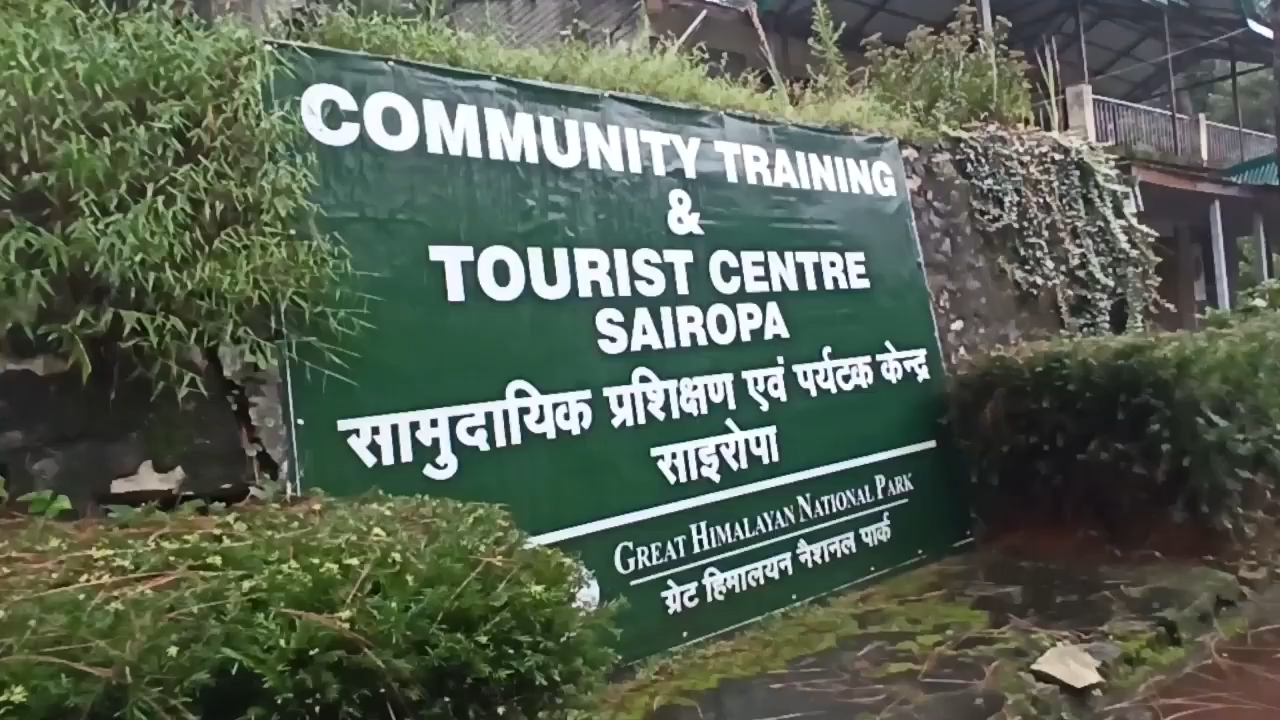 COMMUNITY TRAINING
&
TOURIST CENTRE
SAIROPA
सामुदायिक प्रशिक्षण एवं पर्यटक केन्द्र
साइरोपा
GREAT HIMALAYAN NATIONAL PARK
ग्रेट हिमालयन नैशनल पार्क